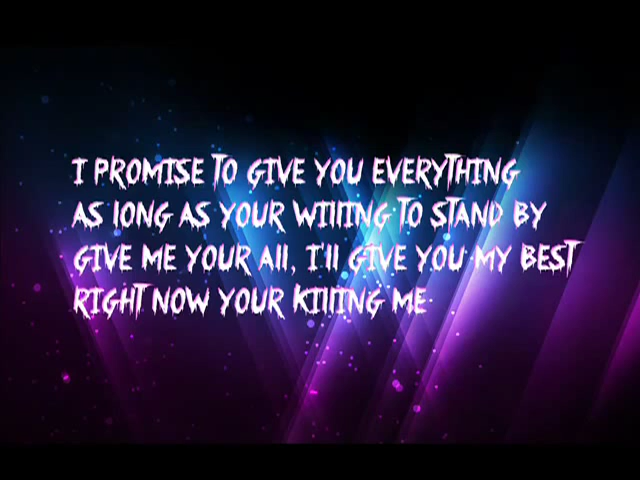 I PROMISE TO GIVE YOU EVERYTHING
AS lONG AS YOUR WIllING TO STAND BY
GIVE ME YOUR All, I'll GIVE YOU MY BEST
RIGHT NOW YOUR KIllING ME